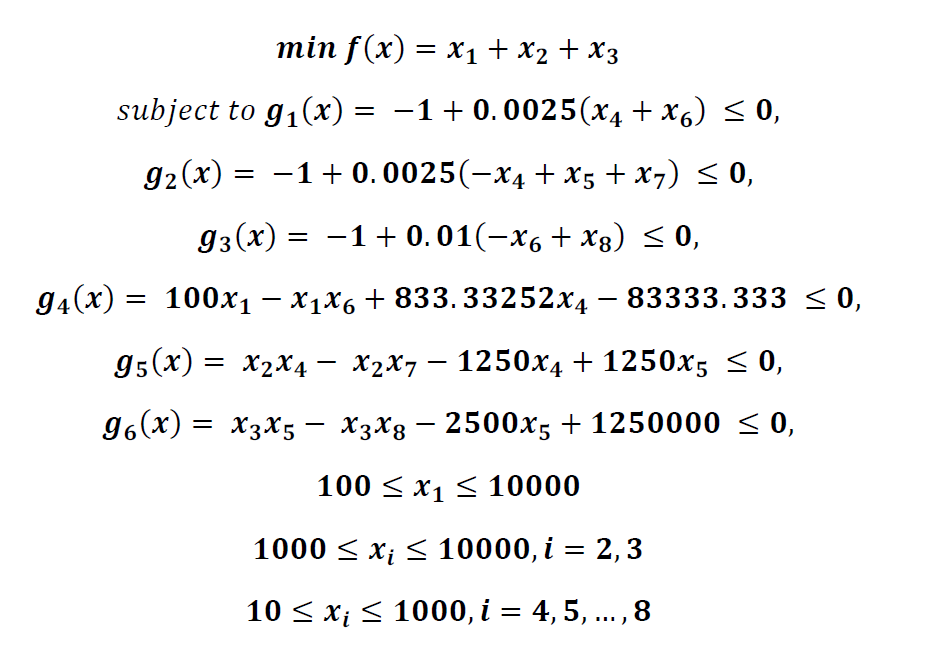 min f(x) = x₁ + x₂ + x₃
subject to g₁(x) = −1 + 0.0025(x₄ + x₆) ≤ 0,
g₂(x) = −1 + 0.0025(−x₄ + x₅ + x₇) ≤ 0,
g₃(x) = −1 + 0.01(−x₆ + x₈) ≤ 0,
g₄(x) = 100x₁ − x₁x₆ + 833.33252x₄ − 83333.333 ≤ 0,
g₅(x) = x₂x₄ − x₂x₇ − 1250x₄ + 1250x₅ ≤ 0,
g₆(x) = x₃x₅ − x₃x₈ − 2500x₅ + 1250000 ≤ 0,
100 ≤ x₁ ≤ 10000
1000 ≤ xᵢ ≤ 10000, i = 2, 3
10 ≤ xᵢ ≤ 1000, i = 4, 5, … , 8